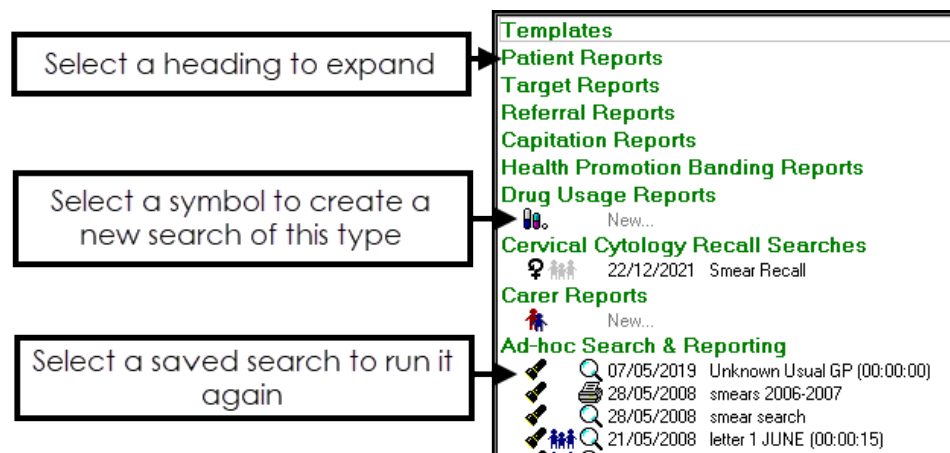 Select a heading to expand
Select a symbol to create a
new search of this type
Select a saved search to run it
again
Templates
Patient Reports
Target Reports
Referral Reports
Capitation Reports
Health Promotion Banding Reports
Drug Usage Reports
New...
Cervical Cytology Recall Searches
22/12/2021 Smear Recall
Carer Reports
New...
Ad-hoc Search & Reporting
07/05/2019 Unknown Usual GP (00:00:00)
28/05/2008 smears 2006-2007
28/05/2008 smear search
21/05/2008 letter 1 JUNE (00:00:15)